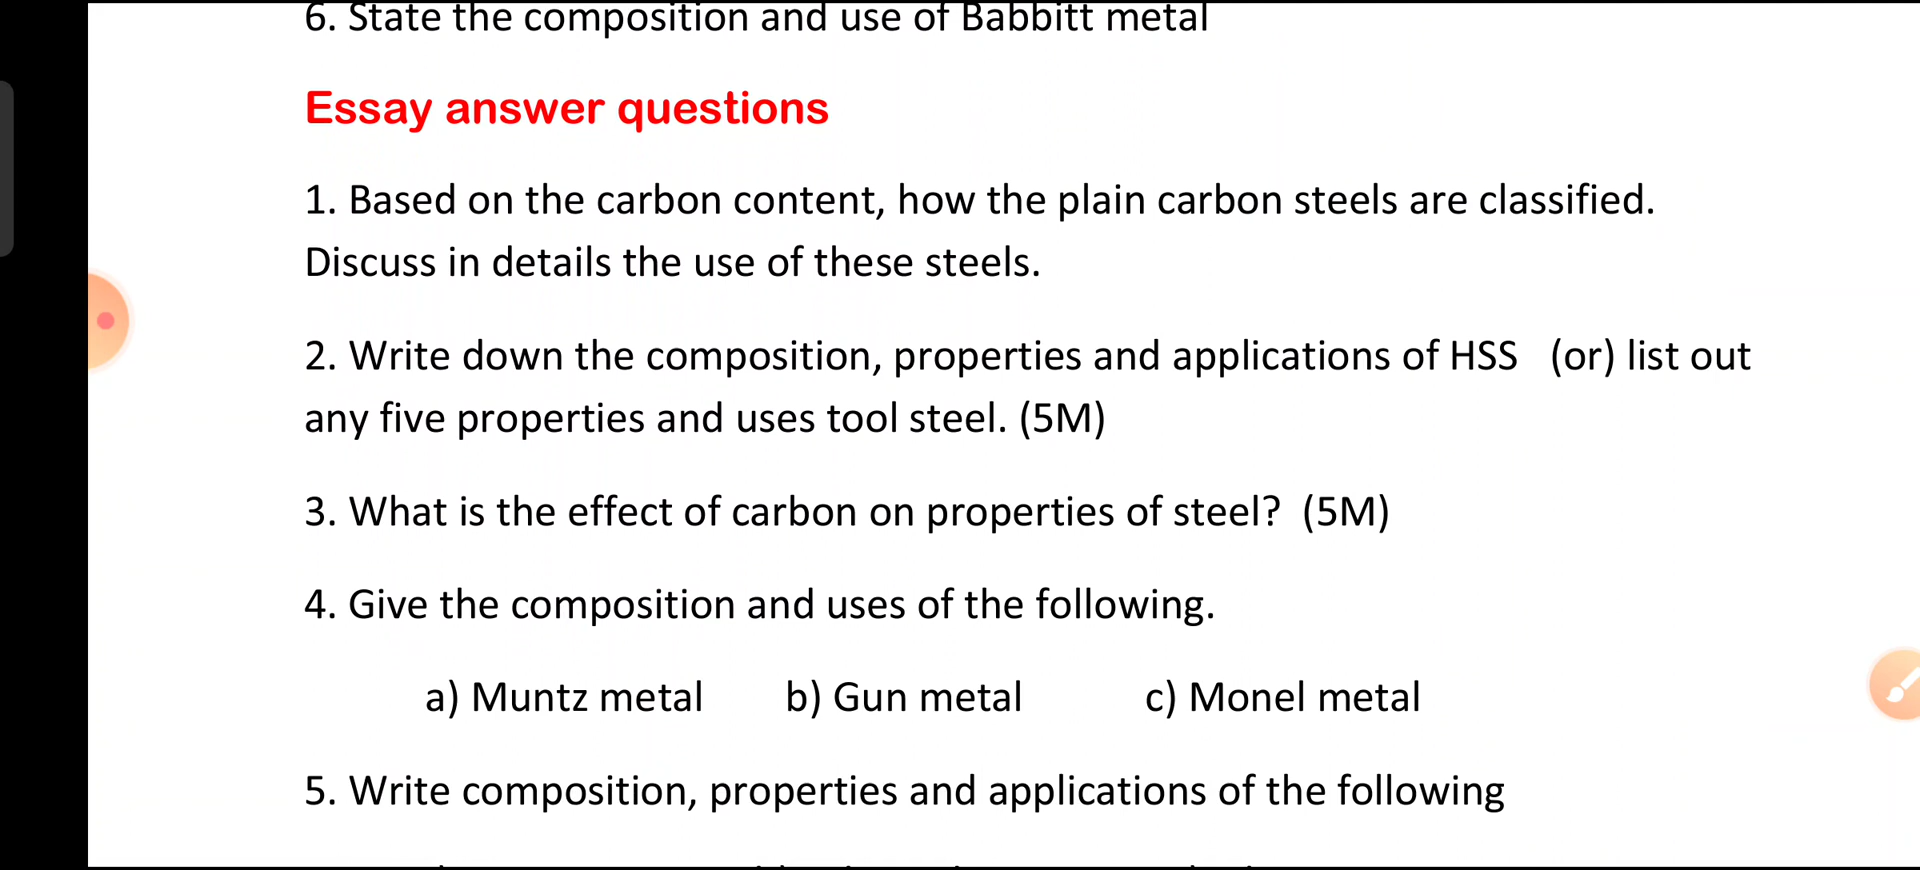 6. State the composition and use of Babbitt metal
Essay answer questions
1. Based on the carbon content, how the plain carbon steels are classified.
Discuss in details the use of these steels.
2. Write down the composition, properties and applications of HSS (or) list out
any five properties and uses tool steel. (5M)
3. What is the effect of carbon on properties of steel? (5M)
4. Give the composition and uses of the following.
a) Muntz metal b) Gun metal c) Monel metal
5. Write composition, properties and applications of the following